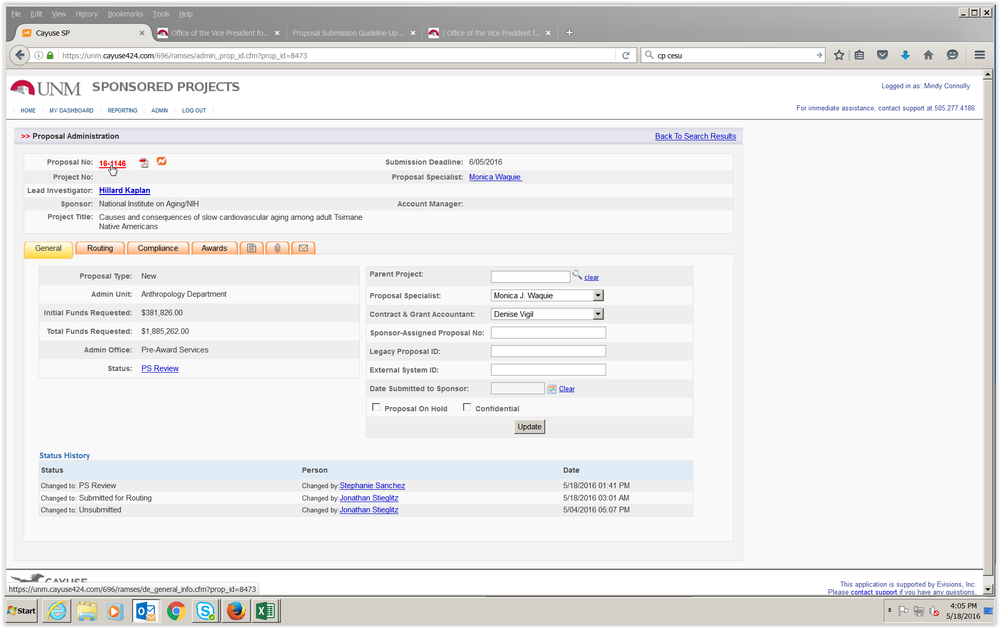 File Edit View History Bookmarks Tools Help
Cayuse SP
Office of the Vice President fo...
Proposal Submission Guideline-Up...
| Office of the Vice President f...
https://unm.cayuse424.com/696/ramses/admin_prop_id.cfm?prop_id=8473
cp cesu
UNM SPONSORED PROJECTS
Logged in as: Mindy Connolly
HOME MY DASHBOARD REPORTING ADMIN LOG OUT
For immediate assistance, contact support at 505.277.4186.
>> Proposal Administration
Back To Search Results
Proposal No: 16-1146
Submission Deadline: 6/05/2016
Project No:
Proposal Specialist: Monica Waquie
Lead Investigator: Hillard Kaplan
Sponsor: National Institute on Aging/NIH
Account Manager:
Project Title: Causes and consequences of slow cardiovascular aging among adult Tsimane
Native Americans
General Routing Compliance Awards
Proposal Type: New
Admin Unit: Anthropology Department
Initial Funds Requested: $381,826.00
Total Funds Requested: $1,885,262.00
Admin Office: Pre-Award Services
Status: PS Review
Parent Project: clear
Proposal Specialist: Monica J. Waquie
Contract & Grant Accountant: Denise Vigil
Sponsor-Assigned Proposal No:
Legacy Proposal ID:
External System ID:
Date Submitted to Sponsor: Clear
Proposal On Hold Confidential
Update
Status History
Status Person Date
Changed to: PS Review Changed by:Stephanie Sanchez 5/18/2016 01:41 PM
Changed to: Submitted for Routing Changed by:Jonathan Stieglitz 5/18/2016 03:01 AM
Changed to: Unsubmitted Changed by:Jonathan Stieglitz 5/04/2016 05:07 PM
CAYUSE
https://unm.cayuse424.com/696/ramses/de_general_info.cfm?prop_id=8473
This application is supported by Evisions, Inc.
Please contact support if you have any questions.
Start
4:05 PM
5/18/2016